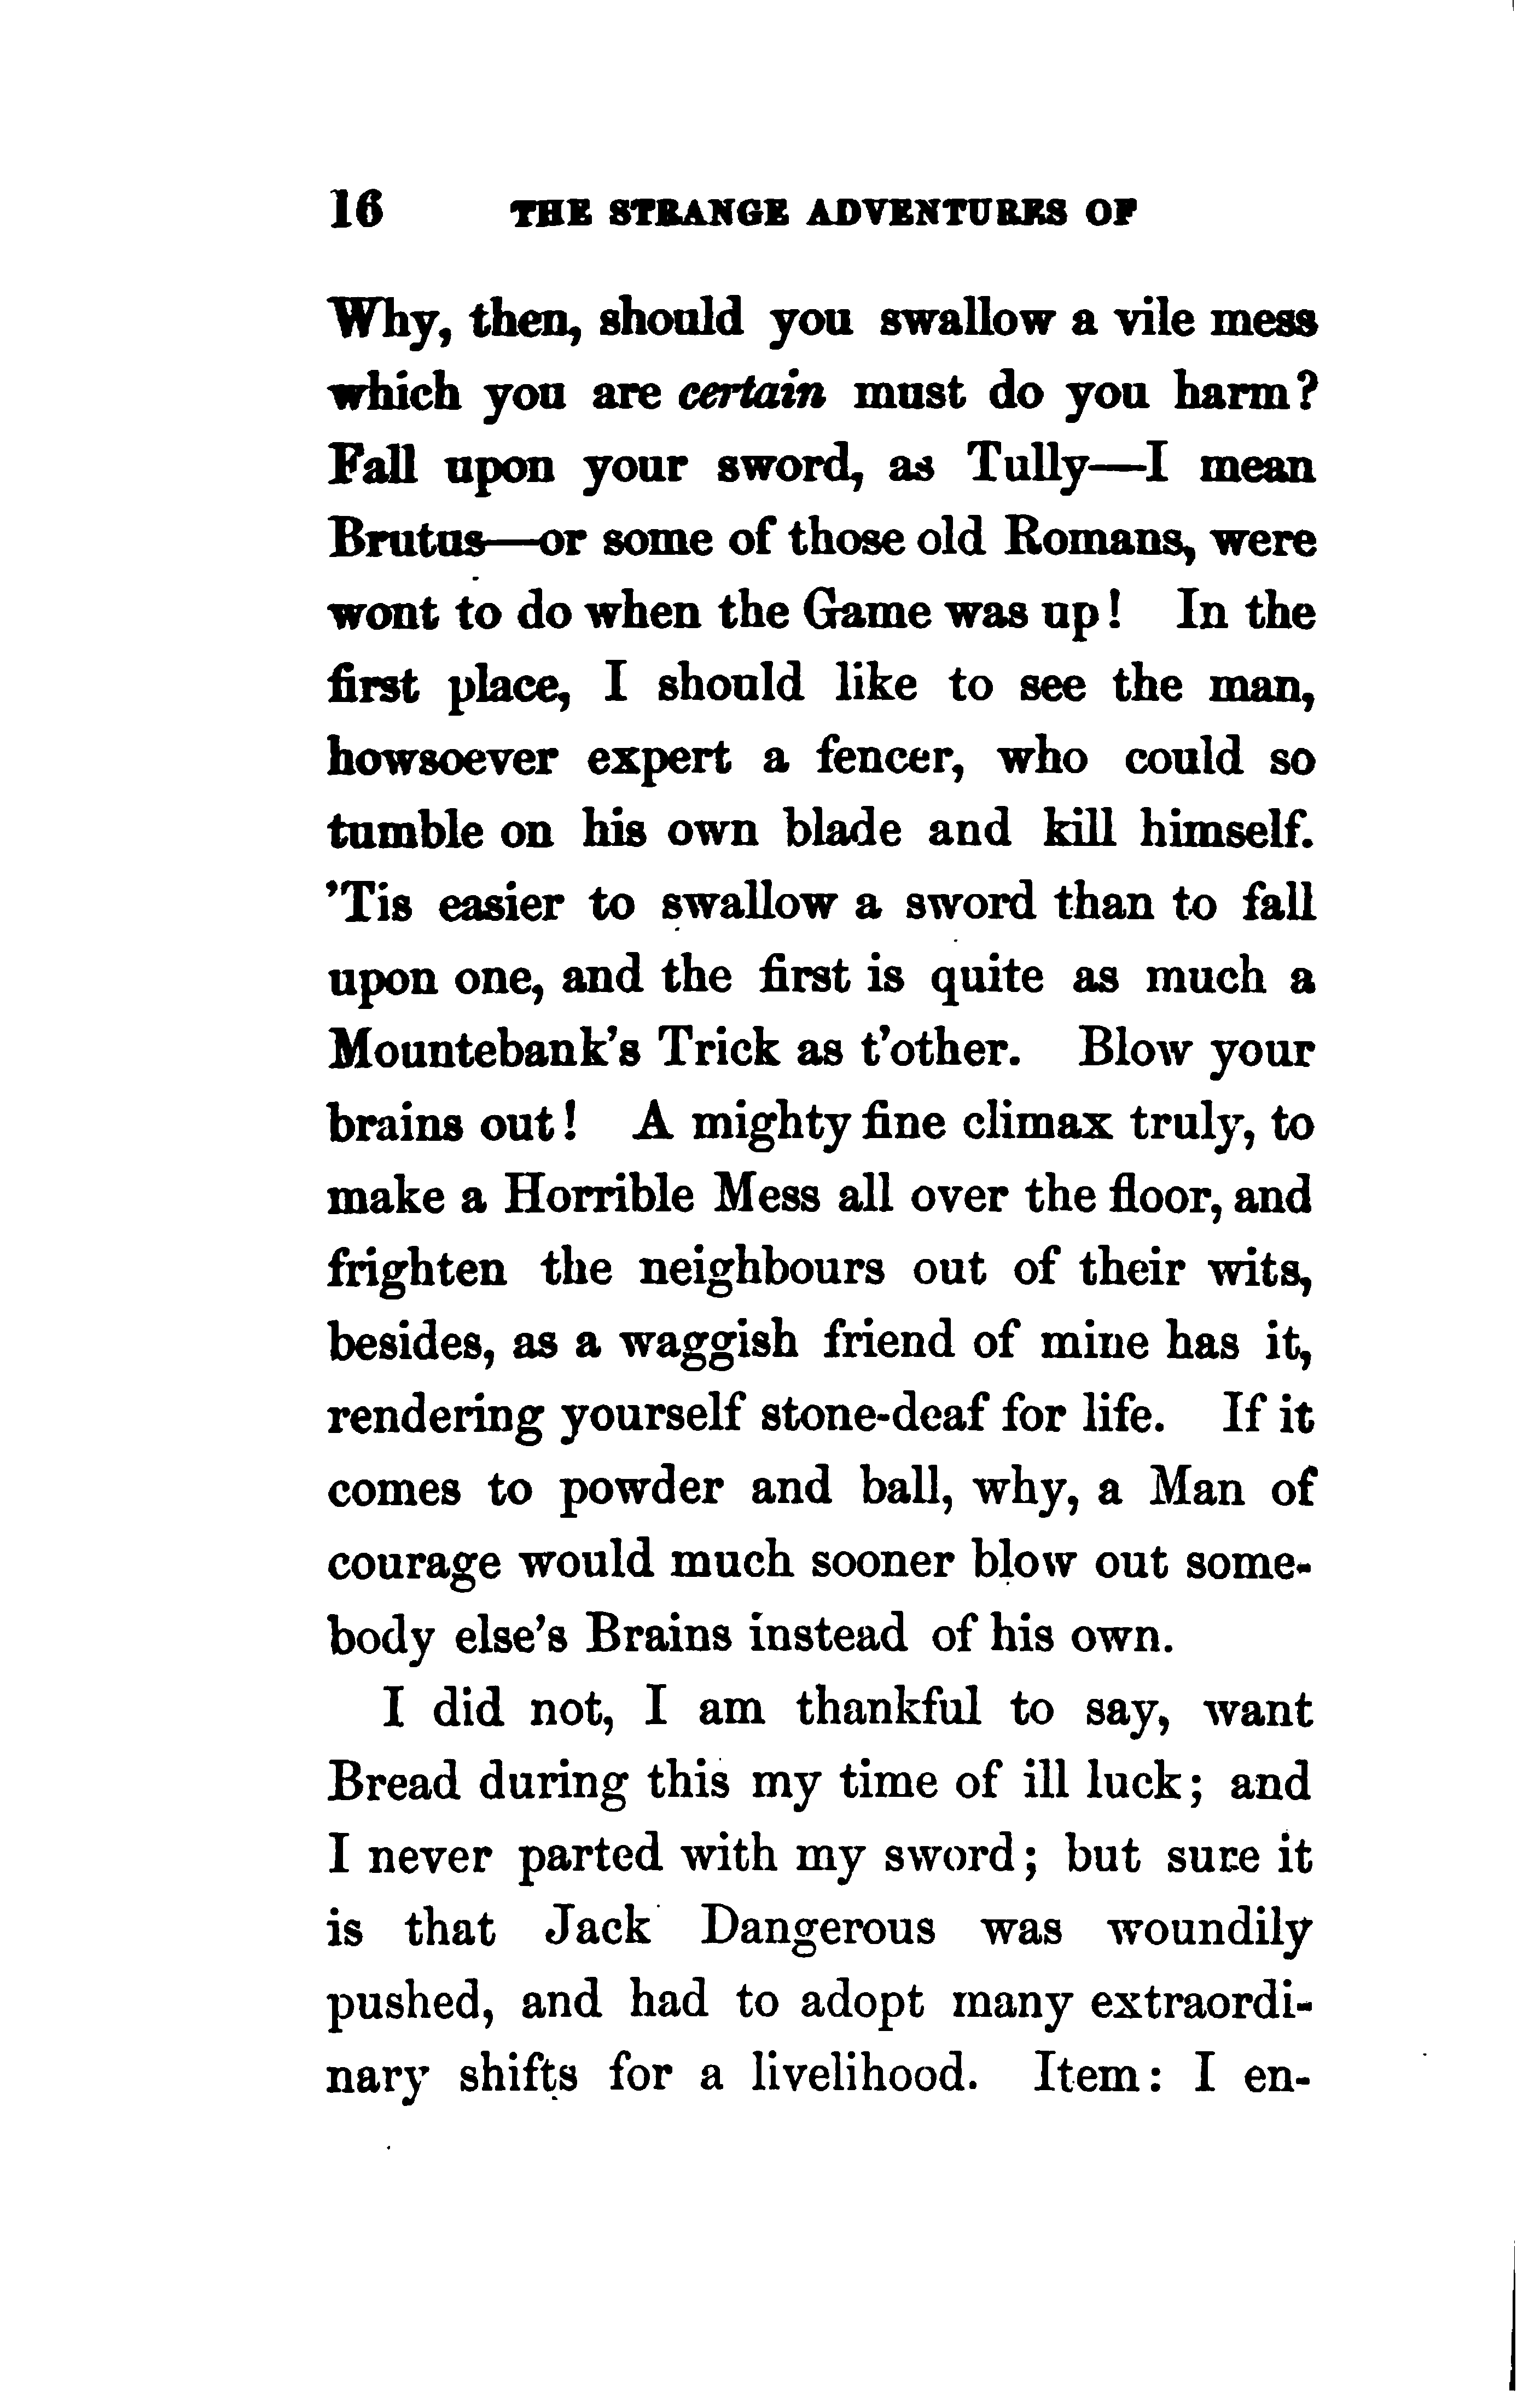 16 THE STRANGE ADVENTURES OF
Why, then, should you swallow a vile mess
which you are certain must do you harm?
Fall upon your sword, as Tully—I mean
Brutus—or some of those old Romans, were
wont to do when the Game was up! In the
first place, I should like to see the man,
howsoever expert a fencer, who could so
tumble on his own blade and kill himself.
'Tis easier to swallow a sword than to fall
upon one, and the first is quite as much a
Mountebank's Trick as t'other. Blow your
brains out! A mighty fine climax truly, to
make a Horrible Mess all over the floor, and
frighten the neighbours out of their wits,
besides, as a waggish friend of mine has it,
rendering yourself stone-deaf for life. If it
comes to powder and ball, why, a Man of
courage would much sooner blow out some-
body else's Brains instead of his own.
I did not, I am thankful to say, want
Bread during this my time of ill luck; and
I never parted with my sword; but sure it
is that Jack Dangerous was woundily
pushed, and had to adopt many extraordi-
nary shifts for a livelihood. Item: I en-